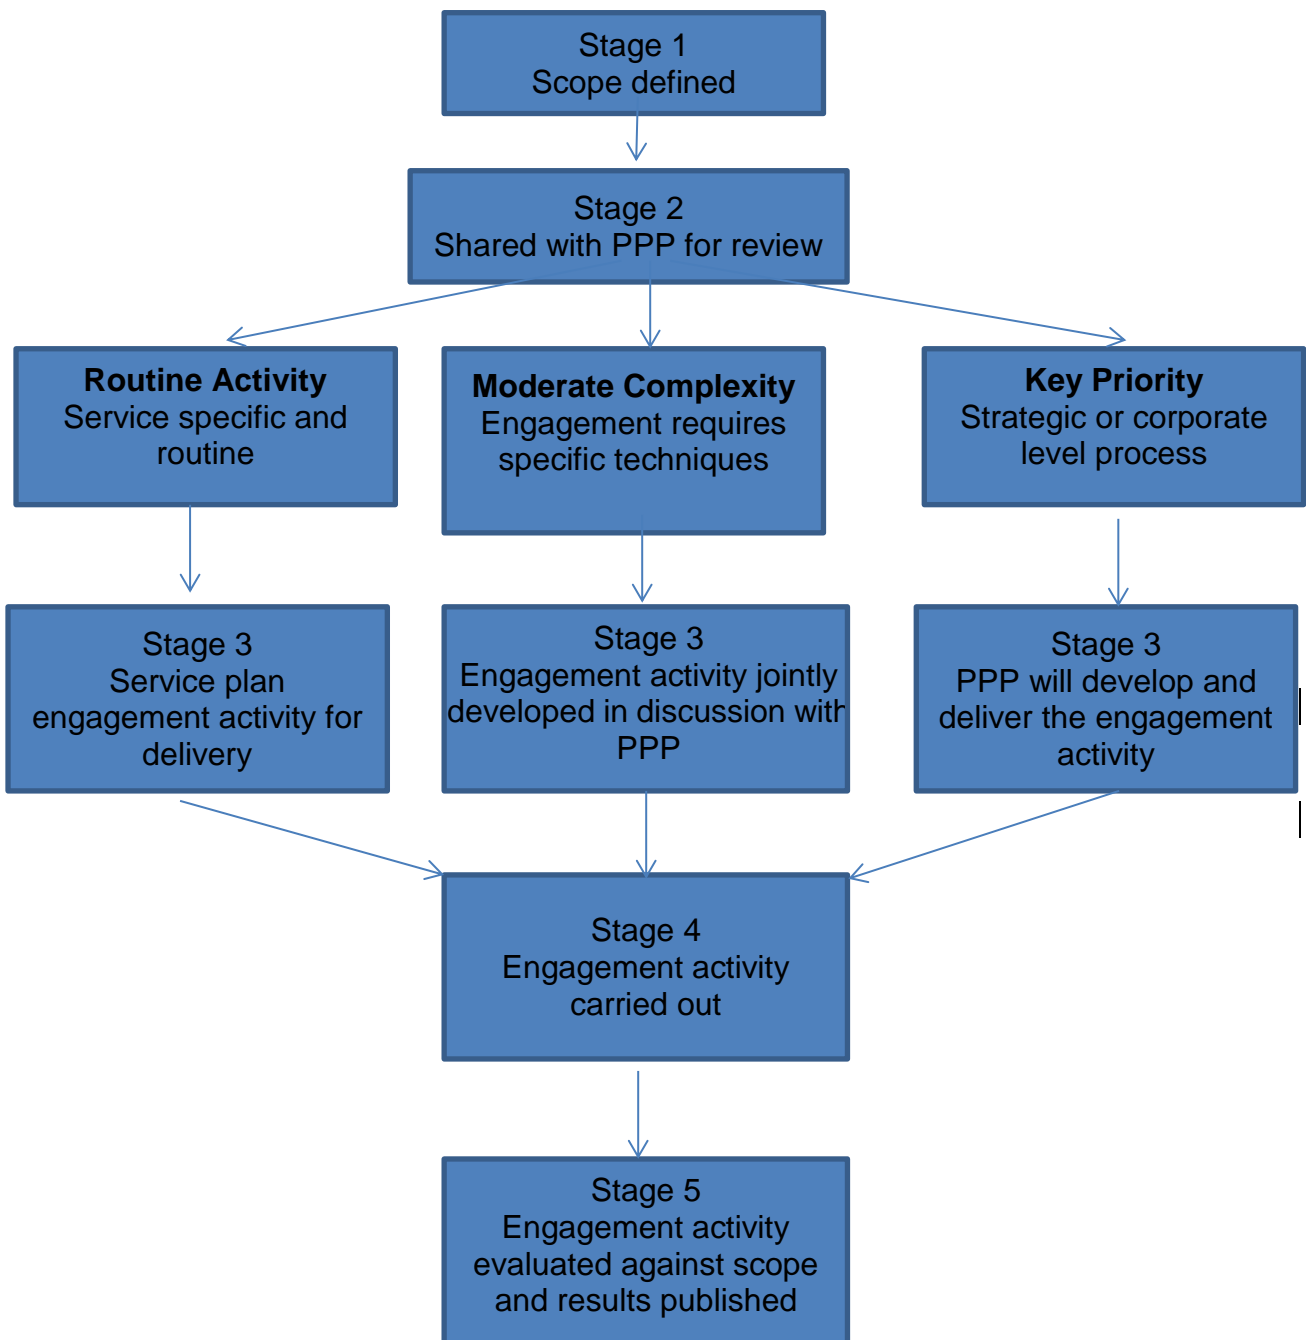 Stage 1
Scope defined
Stage 2
Shared with PPP for review
Routine Activity
Service specific and
routine
Moderate Complexity
Engagement requires
specific techniques
Key Priority
Strategic or corporate
level process
Stage 3
Service plan
engagement activity for
delivery
Stage 3
Engagement activity jointly
developed in discussion with
PPP
Stage 3
PPP will develop and
deliver the engagement
activity
Stage 4
Engagement activity
carried out
Stage 5
Engagement activity
evaluated against scope
and results published